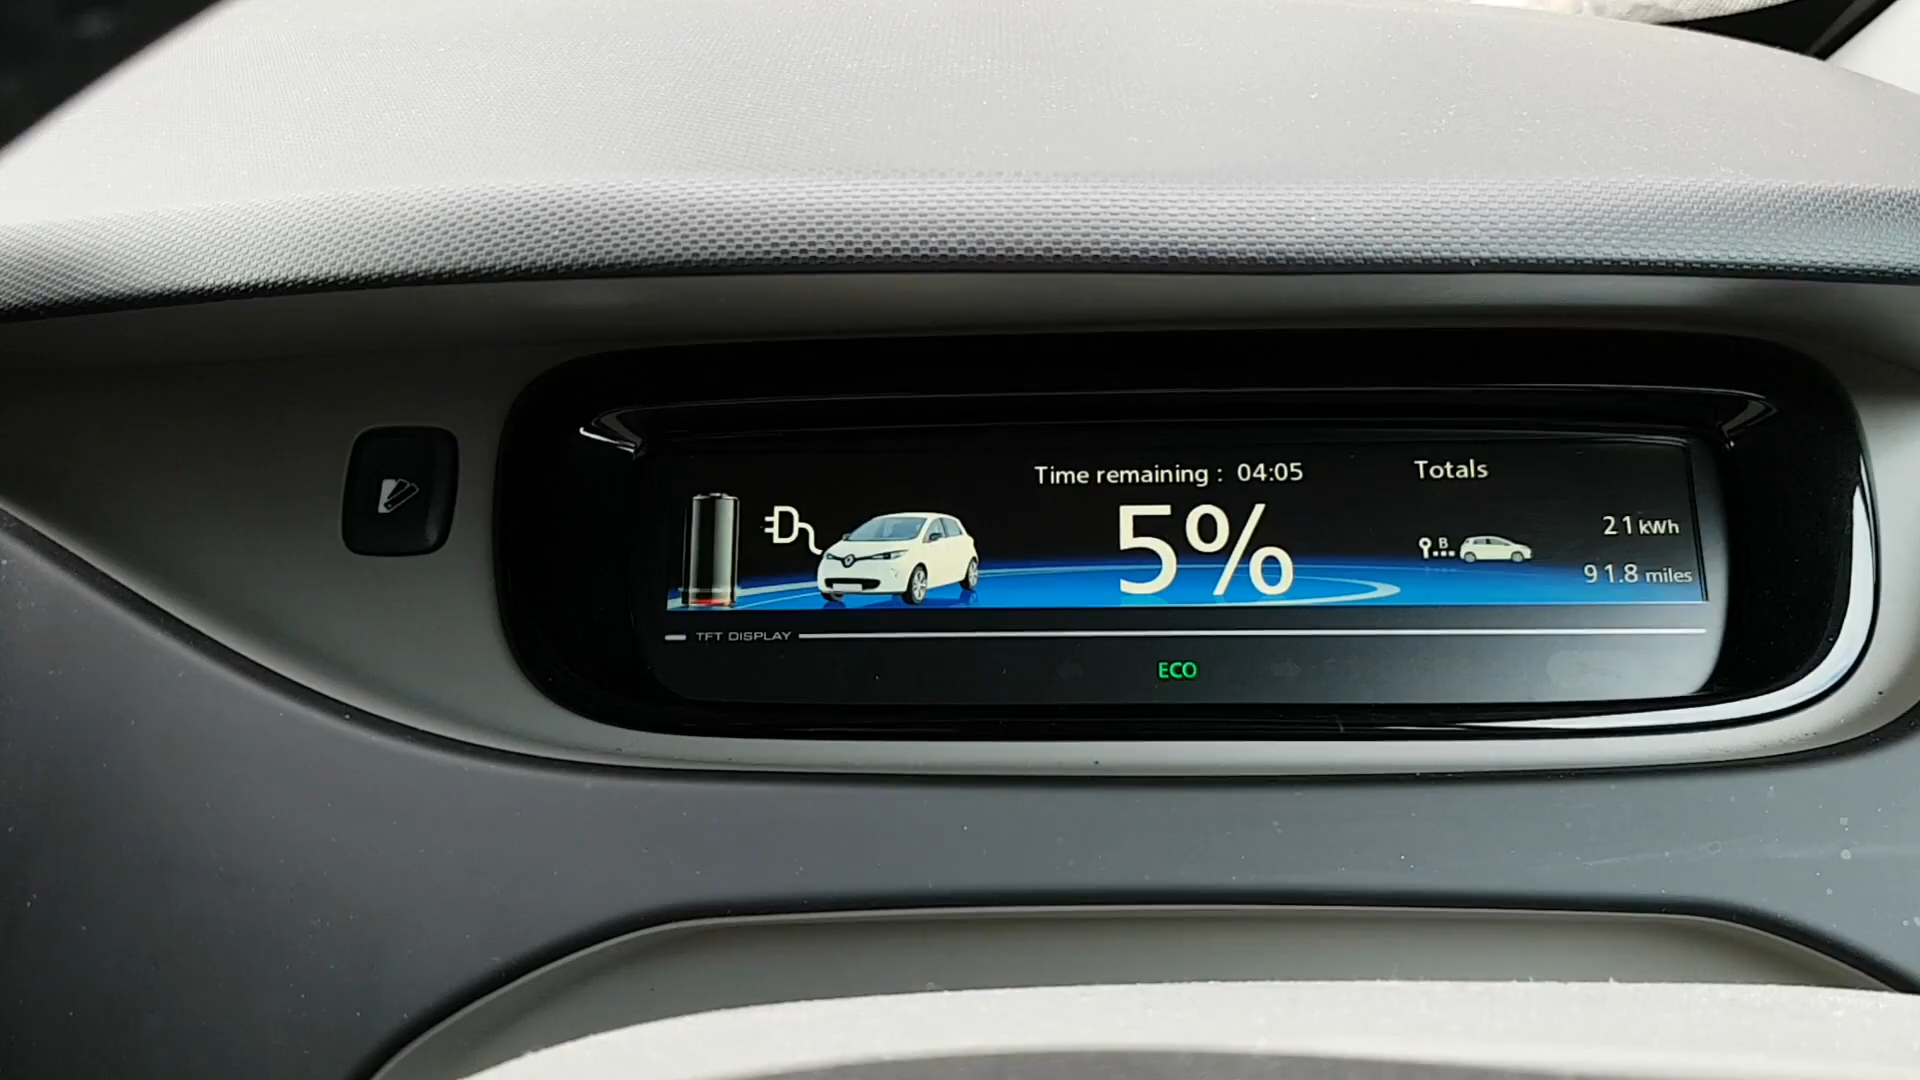 Time remaining : 04:05
5%
Totals
B
21 kWh
91.8 miles
TFT DISPLAY
ECO